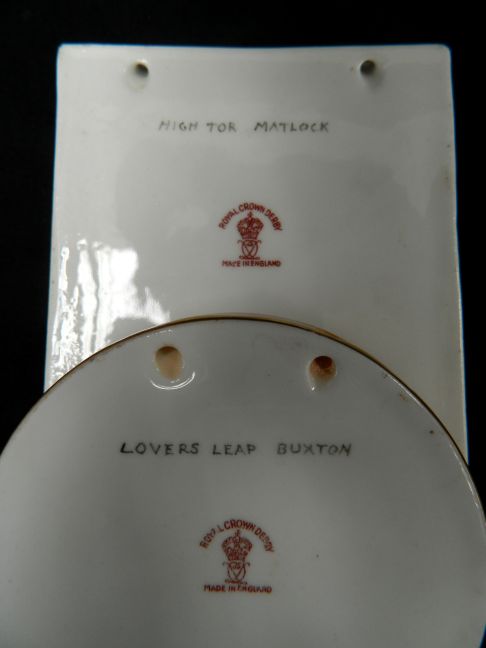 HIGH TOR MATLOCK
ROYAL CROWN DERBY
MADE IN ENGLAND
LOVERS LEAP BUXTON
ROYAL CROWN DERBY
MADE IN ENGLAND